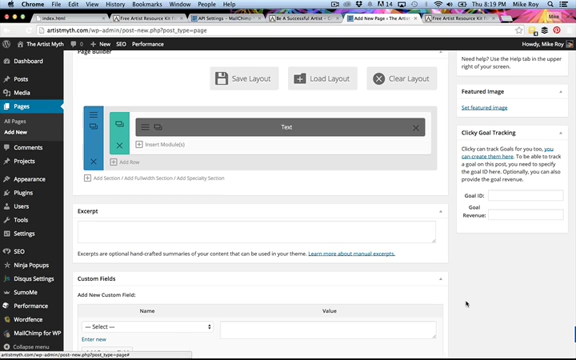 Chrome File Edit View History Bookmarks Window People Help
Thu 8:19 PM Mike Roy
index.html
Free Artist Resource Kit
API Settings - MailChimp
Be A Successful Artist
Add New Page ‹ The Artist
Free Artist Resource Kit
Mike
artistmyth.com/wp-admin/post-new.php?post_type=page
The Artist Myth 9 0 + New SEO Performance
Howdy, Mike Roy
Dashboard
Posts
Media
Pages
All Pages
Add New
Comments
Projects
Appearance
Plugins
Users
Tools
Settings
SEO
Ninja Popups
Disqus Settings
SumoMe
Performance
Wordfence
MailChimp for WP
Collapse menu
Page Builder
Save Layout
Load Layout
Clear Layout
Text
Insert Module(s)
Add Row
Add Section / Add Fullwidth Section / Add Specialty Section
Excerpt
Excerpts are optional hand-crafted summaries of your content that can be used in your theme. Learn more about manual excerpts.
Custom Fields
Add New Custom Field:
Name Value
— Select —
Enter new
Need help? Use the Help tab in the upper
right of your screen.
Featured Image
Set featured image
Clicky Goal Tracking
Clicky can track Goals for you too, you
can create them here. To be able to track
a goal on this post, you need to specify
the goal ID here. Optionally, you can also
provide the goal revenue.
Goal ID:
Goal
Revenue:
artistmyth.com/wp-admin/post-new.php?post_type=page#